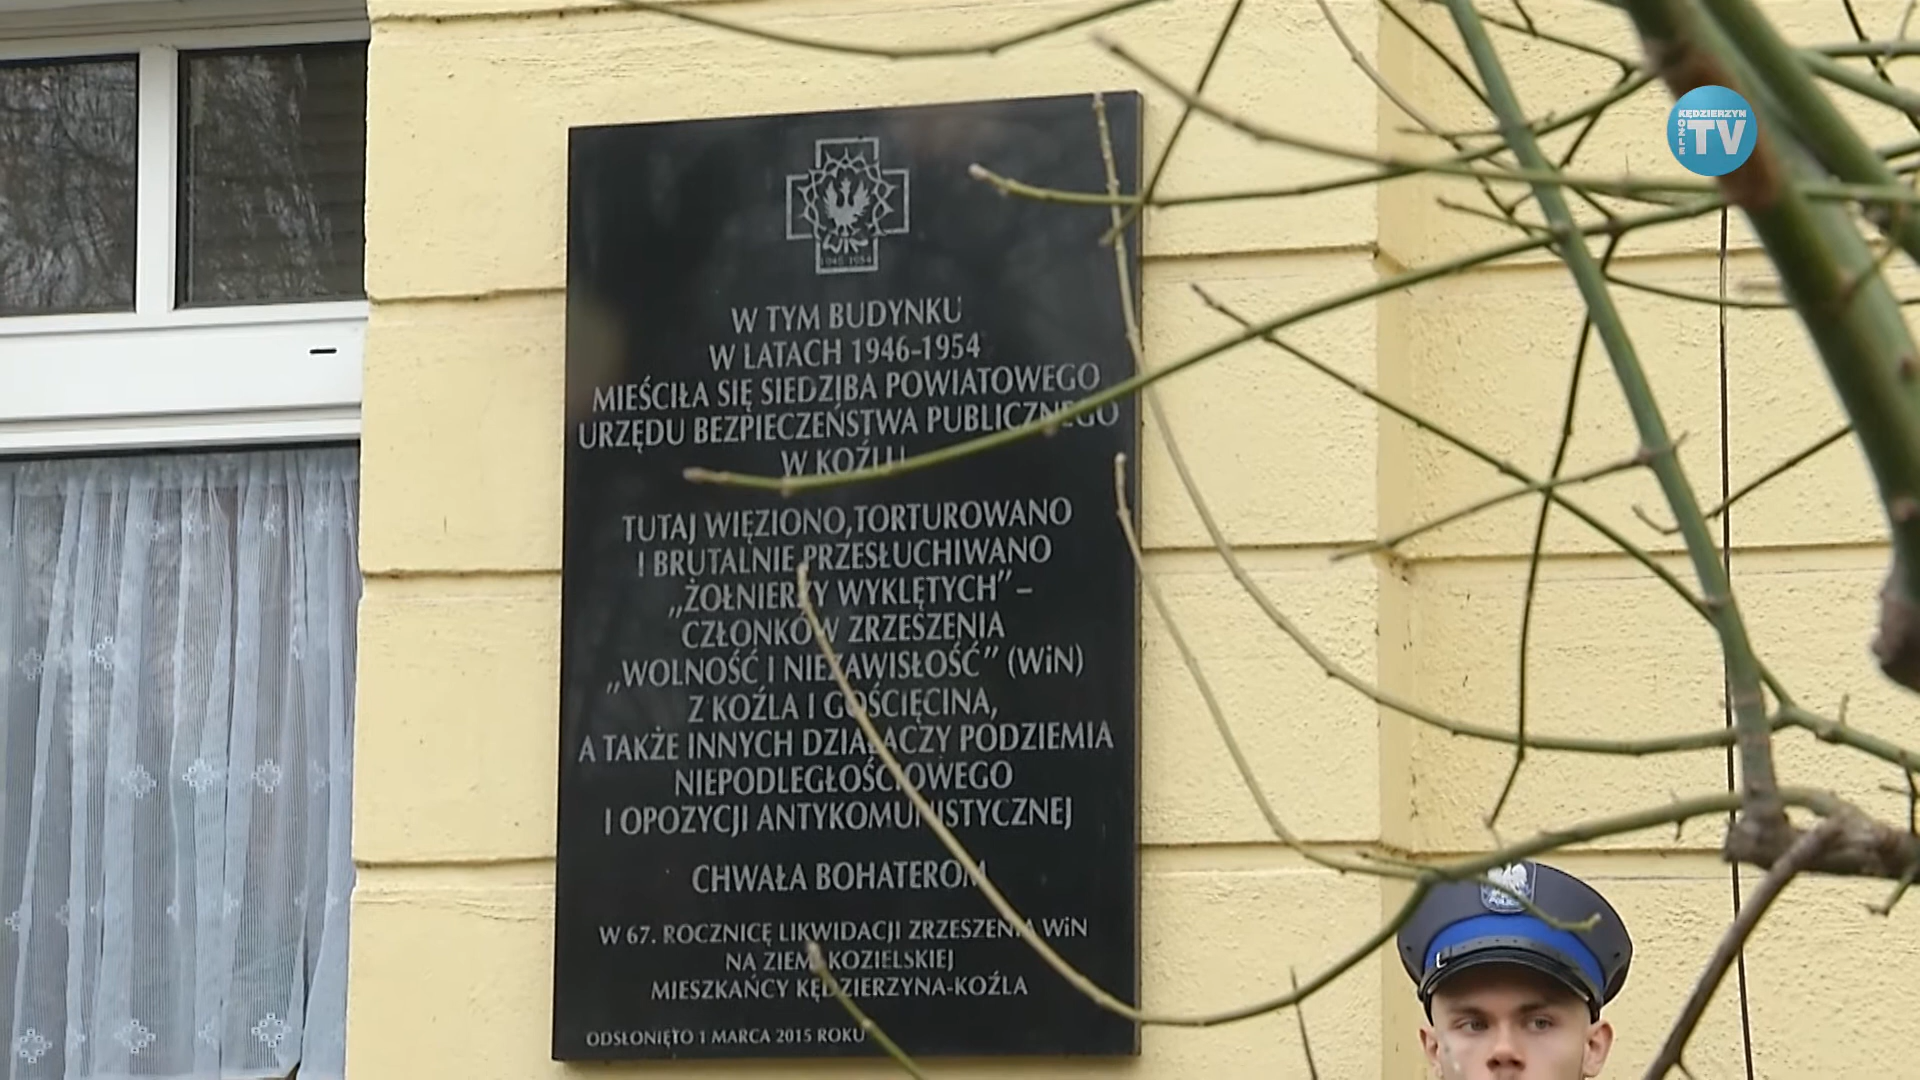 KĘDZIERZYN
KOŹLE
TV
WiN
1945-1954
W TYM BUDYNKU
W LATACH 1946-1954
MIEŚCIŁA SIĘ SIEDZIBA POWIATOWEGO
URZĘDU BEZPIECZEŃSTWA PUBLICZNEGO
W KOŹLU
TUTAJ WIĘZIONO, TORTUROWANO
I BRUTALNIE PRZESŁUCHIWANO
„ŻOŁNIERZY WYKLĘTYCH” –
CZŁONKÓW ZRZESZENIA
„WOLNOŚĆ I NIEZAWISŁOŚĆ” (WiN)
Z KOŹLA I GOŚCIĘCINA,
A TAKŻE INNYCH DZIAŁACZY PODZIEMIA
NIEPODLEGŁOŚCIOWEGO
I OPOZYCJI ANTYKOMUNISTYCZNEJ
CHWAŁA BOHATEROM
W 67. ROCZNICĘ LIKWIDACJI ZRZESZENIA WiN
NA ZIEMI KOZIELSKIEJ
MIESZKAŃCY KĘDZIERZYNA-KOŹLA
ODSŁONIĘTO 1 MARCA 2015 ROKU